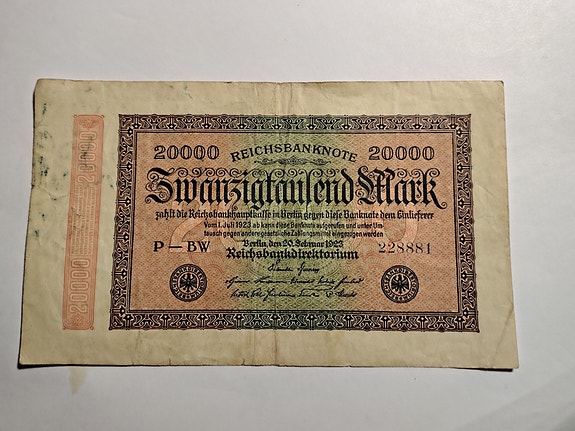 20000 REICHSBANKNOTE 20000
Zwanzigtausend Mark
zahlt die Reichsbankhauptkasse in Berlin gegen diese Banknote dem Einlieferer
Vom 1. Juli 1923 ab kann diese Banknote aufgerufen und unter Um-
tausch gegen andere gesetzliche Zahlungsmittel eingezogen werden
P — BW 228881
Berlin, den 20. Februar 1923
Reichsbankdirektorium
20000 20000